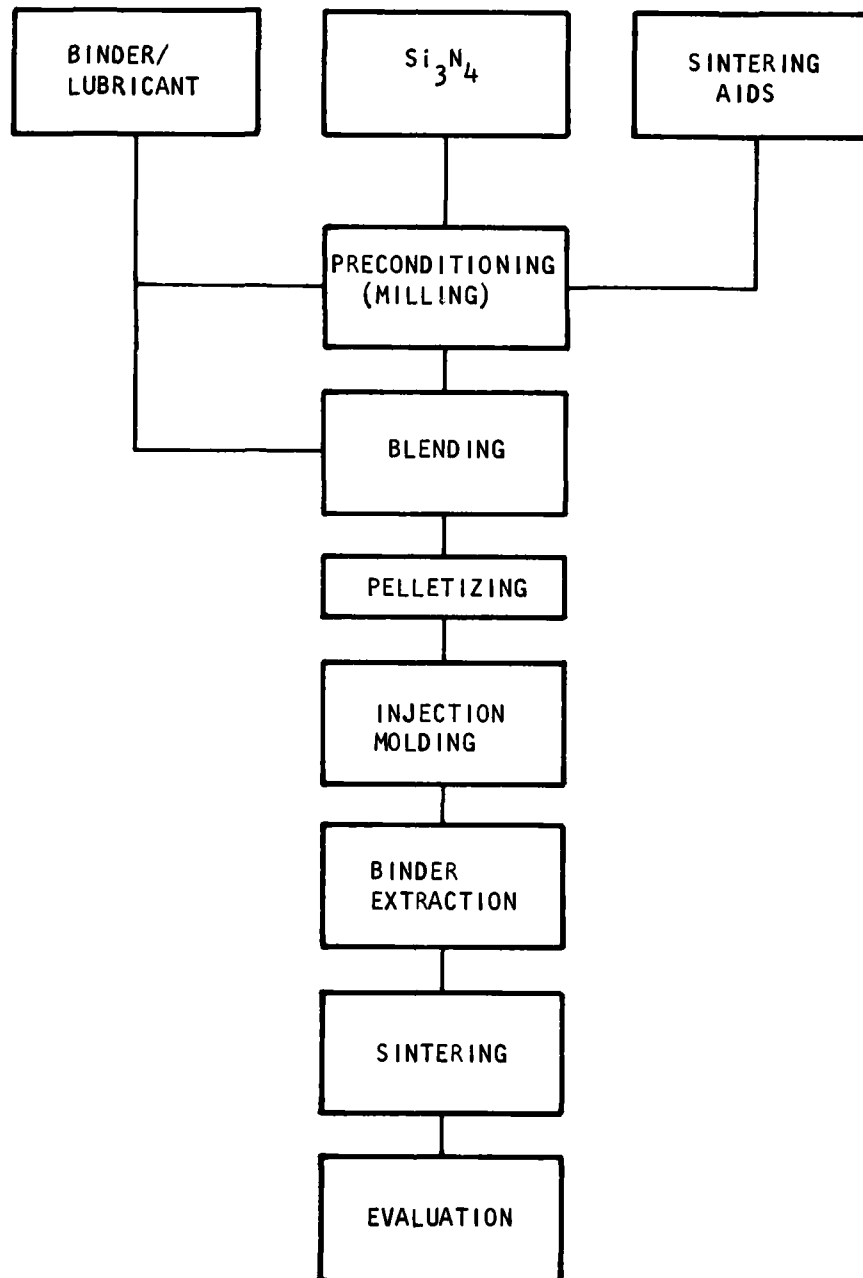 BINDER/
LUBRICANT
Si3N4
SINTERING
AIDS
PRECONDITIONING
(MILLING)
BLENDING
PELLETIZING
INJECTION
MOLDING
BINDER
EXTRACTION
SINTERING
EVALUATION